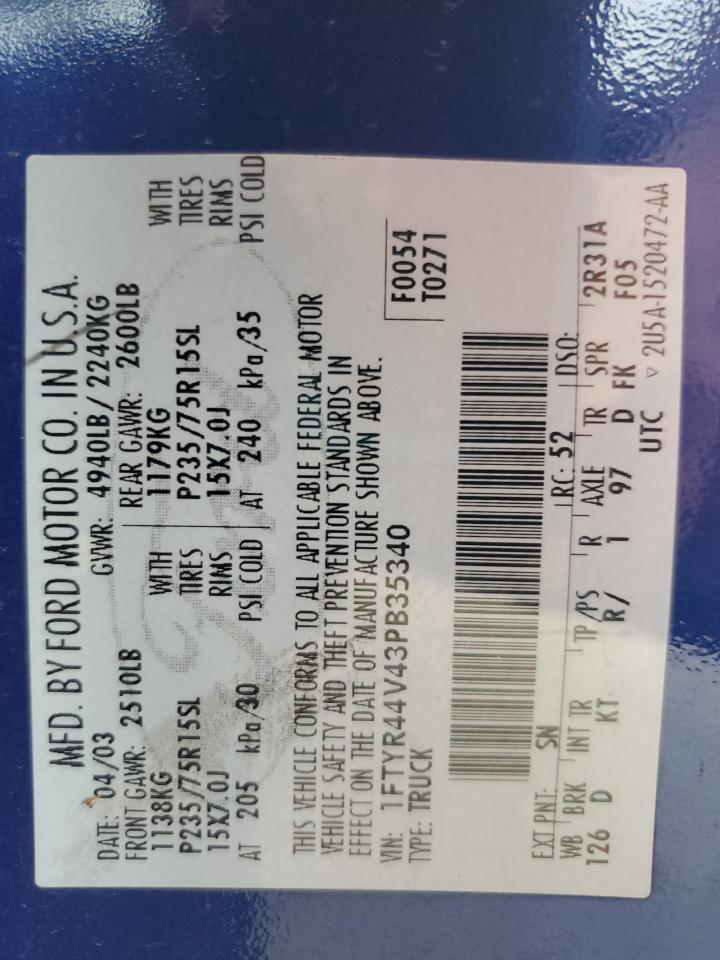 MFD. BY FORD MOTOR CO. IN U.S.A.
DATE: 04/03 GVWR: 4940LB / 2240KG
FRONT GAWR: 2510LB REAR GAWR: 2600LB
1138KG WITH 1179KG WITH
P235/75R15SL TIRES P235/75R15SL TIRES
15X7.0J RIMS 15X7.0J RIMS
AT 205 kPa/30 PSI COLD AT 240 kPa/35 PSI COLD
THIS VEHICLE CONFORMS TO ALL APPLICABLE FEDERAL MOTOR
VEHICLE SAFETY AND THEFT PREVENTION STANDARDS IN
EFFECT ON THE DATE OF MANUFACTURE SHOWN ABOVE.
VIN: 1FTYR44V43PB35340 F0054
TYPE: TRUCK T0271
EXT PNT: SN RC: 52 DSO:
WB BRK INT TR TP/PS R AXLE TR SPR 2R31A
126 D KT R/ 1 97 D FK F05
UTC ▽ 2U5A-1520472-AA